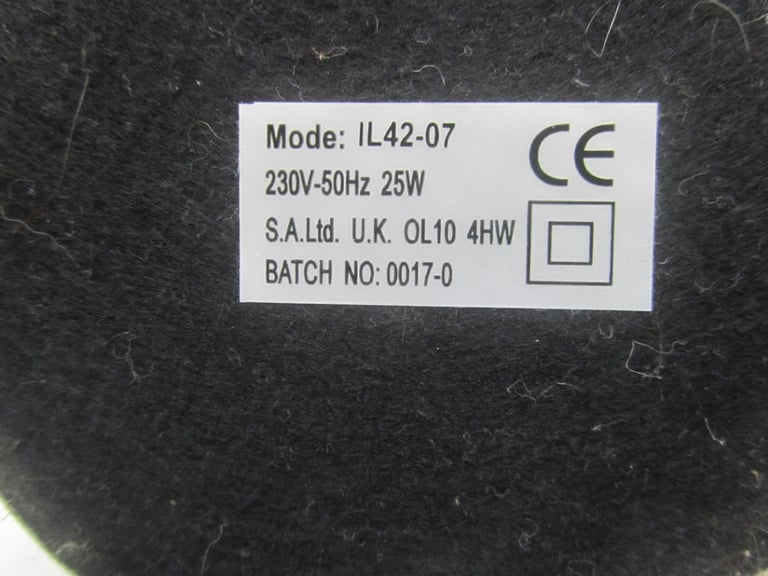 Mode: IL42-07
CE
230V-50Hz 25W
S.A.Ltd. U.K. OL10 4HW
BATCH NO: 0017-0